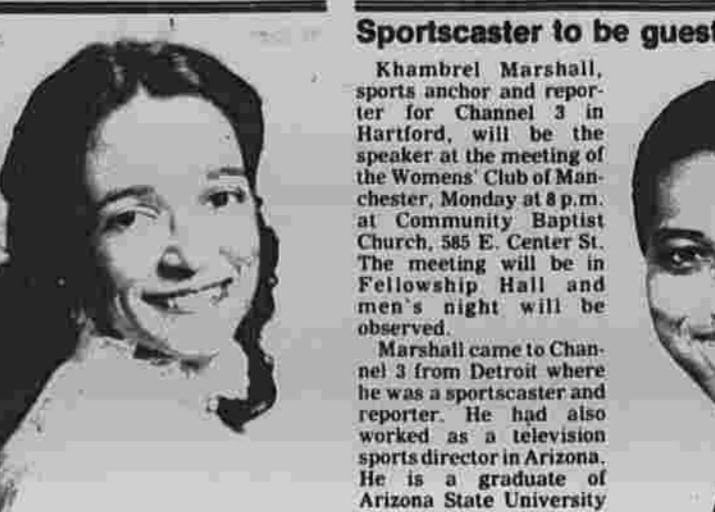 Sportscaster to be guest
Khambrel Marshall,
sports anchor and repor-
ter for Channel 3 in
Hartford, will be the
speaker at the meeting of
the Womens' Club of Man-
chester, Monday at 8 p.m.
at Community Baptist
Church, 585 E. Center St.
The meeting will be in
Fellowship Hall and
men's night will be
observed.
Marshall came to Chan-
nel 3 from Detroit where
he was a sportscaster and
reporter. He had also
worked as a television
sports director in Arizona.
He is a graduate of
Arizona State University